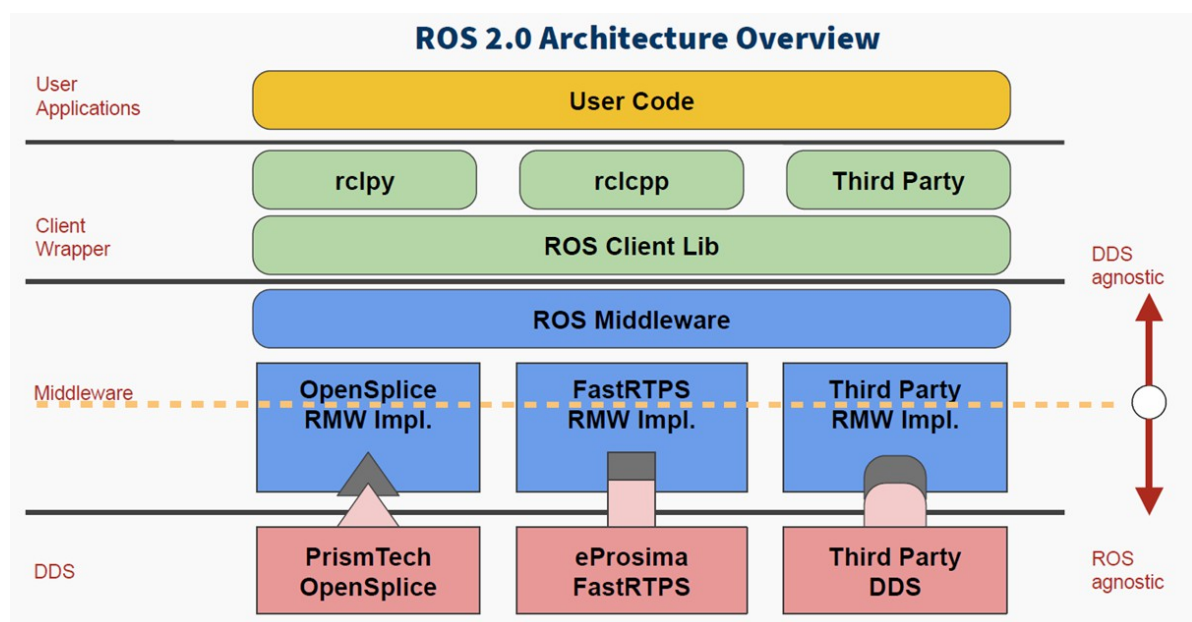 ROS 2.0 Architecture Overview
User
Applications
User Code
rclpy
rclcpp
Third Party
Client
Wrapper
ROS Client Lib
DDS
agnostic
ROS Middleware
Middleware
OpenSplice
RMW Impl.
FastRTPS
RMW Impl.
Third Party
RMW Impl.
DDS
PrismTech
OpenSplice
eProsima
FastRTPS
Third Party
DDS
ROS
agnostic